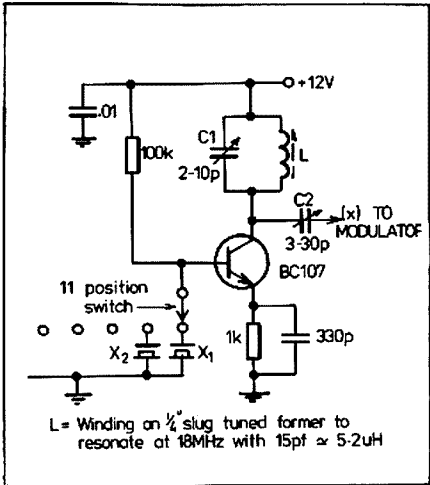 +12V
.01
100k
C1
2-10p
L
C2
(x) TO
MODULATOR
3-30p
BC107
11 position
switch
X2
X1
1k
330p
L = Winding on ¼" slug tuned former to
resonate at 18MHz with 15pf ≃ 5·2uH